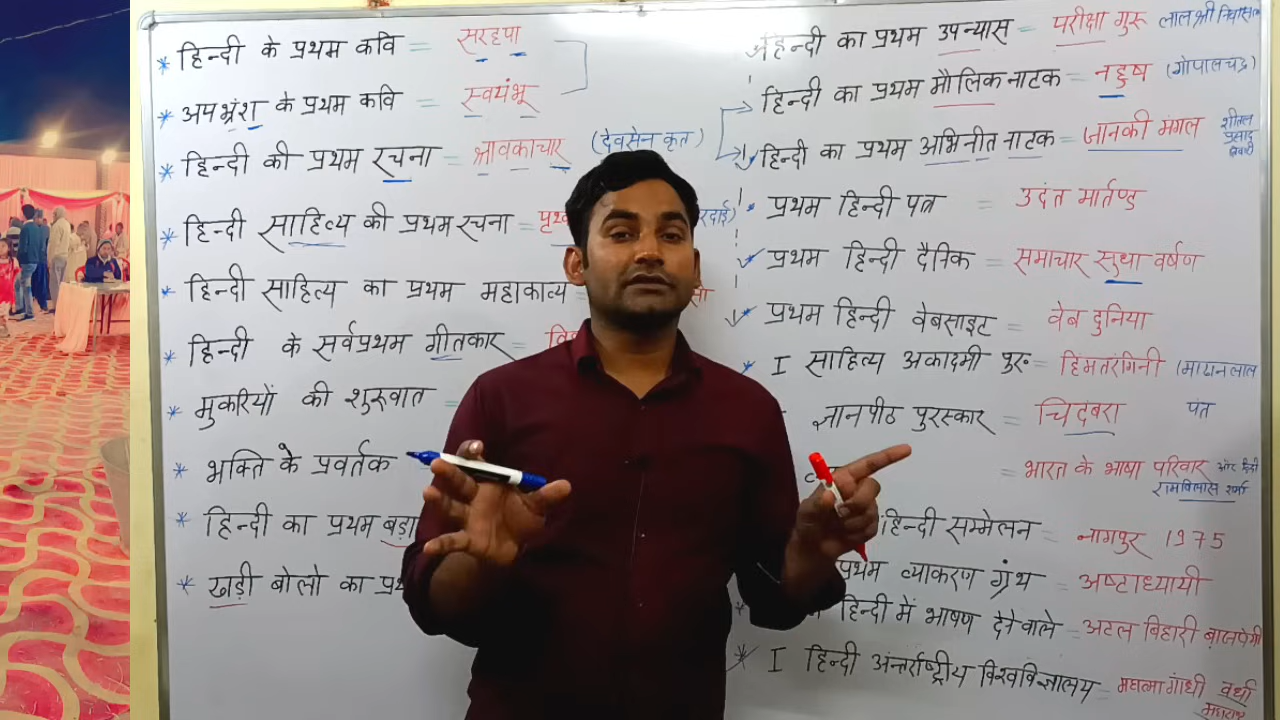 * हिन्दी के प्रथम कवि = सरहपा
* अपभ्रंश के प्रथम कवि = स्वयंभू
* हिन्दी की प्रथम रचना = श्रावकाचार (देवसेन कृत)
* हिन्दी साहित्य की प्रथम रचना =
* हिन्दी साहित्य का प्रथम महाकाव्य =
* हिन्दी के सर्वप्रथम गीतकार =
* मुकरियों की शुरूवात =
* भक्ति के प्रवर्तक
* हिन्दी का प्रथम बड़ा
* खड़ी बोली का
हिन्दी का प्रथम उपन्यास = परीक्षा गुरू
हिन्दी का प्रथम मौलिक नाटक = नहुष (गोपालचंद्र)
हिन्दी का प्रथम अभिनीत नाटक = जानकी मंगल शीतल प्रसाद
* प्रथम हिन्दी पत्र = उदंत मार्तण्ड
प्रथम हिन्दी दैनिक = समाचार सुधा वर्षण
* प्रथम हिन्दी वेबसाइट = वेब दुनिया
* I साहित्य अकादमी पुरु॰ = हिमतरंगिनी (माखनलाल
ज्ञानपीठ पुरस्कार = चिदंबरा पंत
= भारत के भाषा परिवार और हिंदी
रामविलास शर्मा
हिन्दी सम्मेलन = नागपुर 1975
प्रथम व्याकरण ग्रंथ = अष्टाध्यायी
हिन्दी में भाषण देने वाले = अटल बिहारी बाजपेयी
* I हिन्दी अन्तर्राष्ट्रीय विश्वविद्यालय = महात्मा गांधी वर्धा